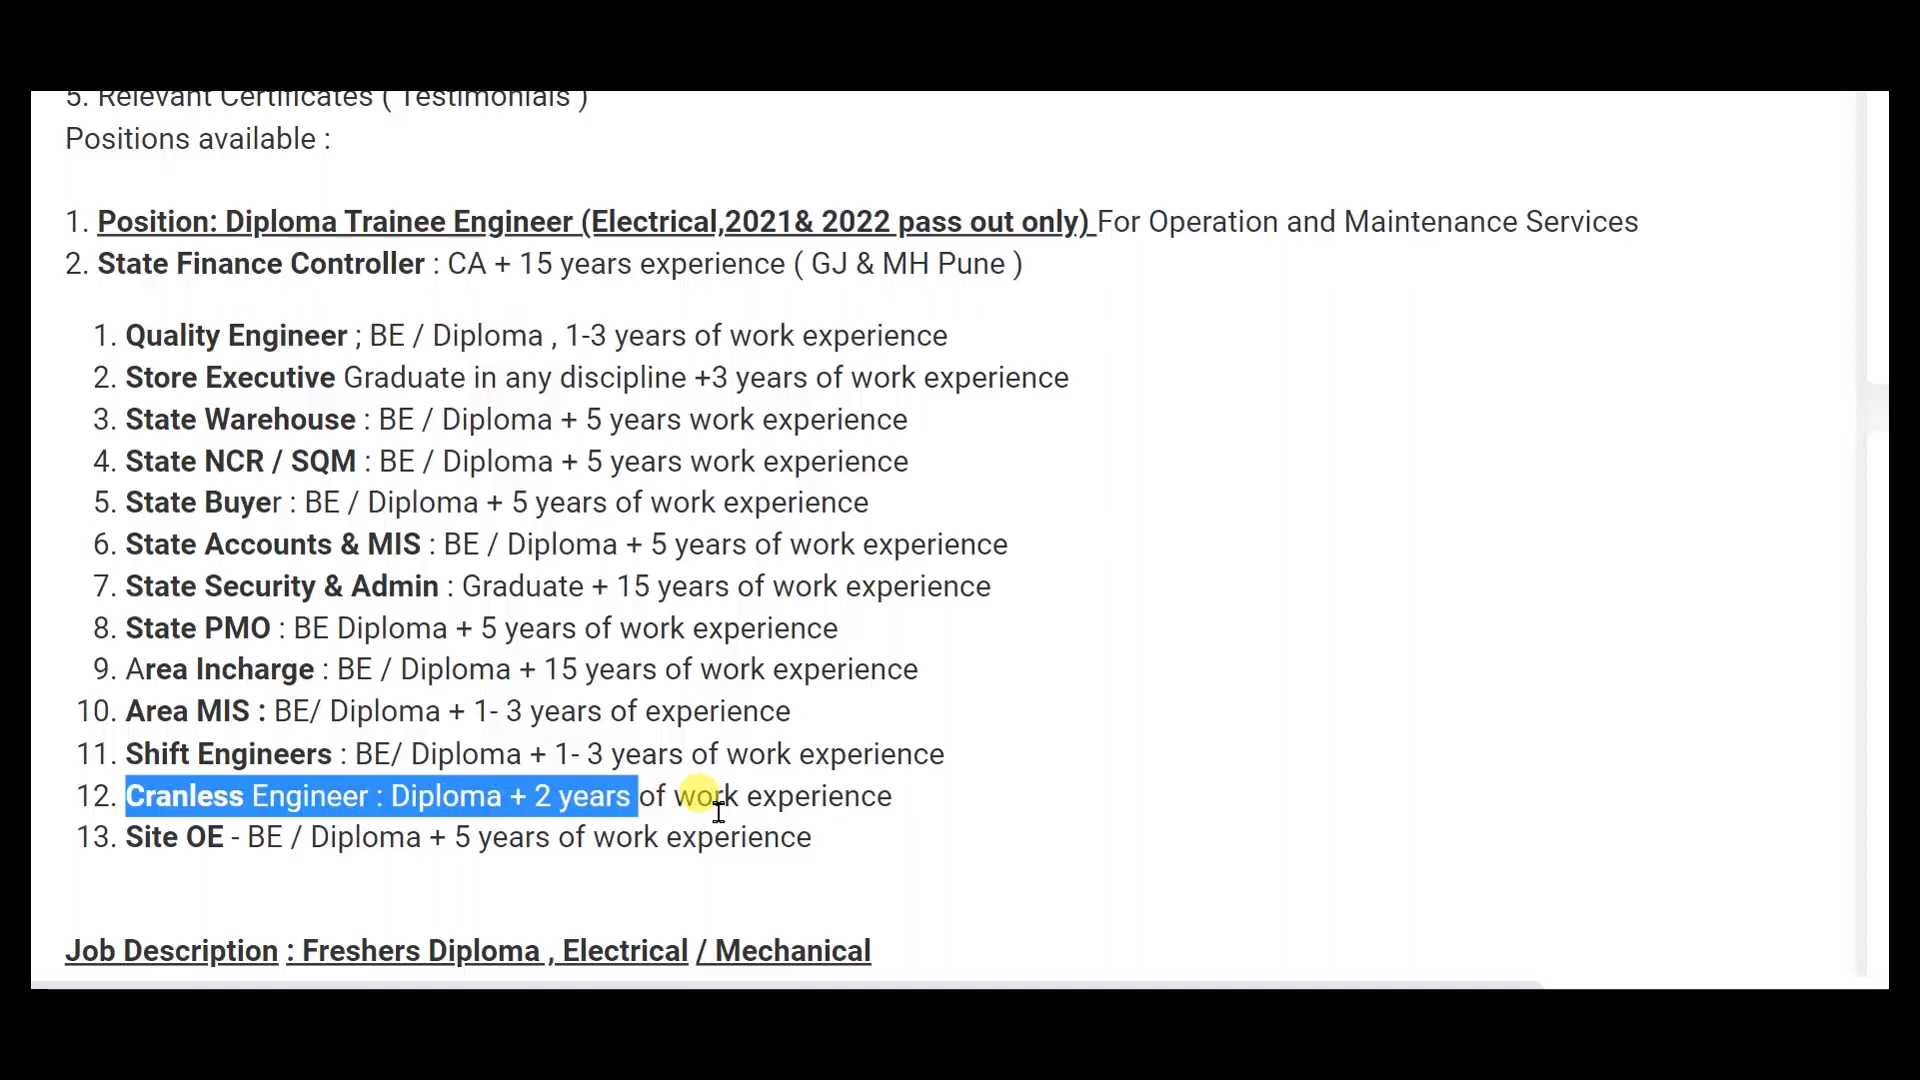 5. Relevant Certificates ( Testimonials )
Positions available :
1. Position: Diploma Trainee Engineer (Electrical,2021& 2022 pass out only) For Operation and Maintenance Services
2. State Finance Controller : CA + 15 years experience ( GJ & MH Pune )
1. Quality Engineer ; BE / Diploma , 1-3 years of work experience
2. Store Executive Graduate in any discipline +3 years of work experience
3. State Warehouse : BE / Diploma + 5 years work experience
4. State NCR / SQM : BE / Diploma + 5 years work experience
5. State Buyer : BE / Diploma + 5 years of work experience
6. State Accounts & MIS : BE / Diploma + 5 years of work experience
7. State Security & Admin : Graduate + 15 years of work experience
8. State PMO : BE Diploma + 5 years of work experience
9. Area Incharge : BE / Diploma + 15 years of work experience
10. Area MIS : BE/ Diploma + 1- 3 years of experience
11. Shift Engineers : BE/ Diploma + 1- 3 years of work experience
12. Cranless Engineer : Diploma + 2 years of work experience
13. Site OE - BE / Diploma + 5 years of work experience
Job Description : Freshers Diploma , Electrical / Mechanical